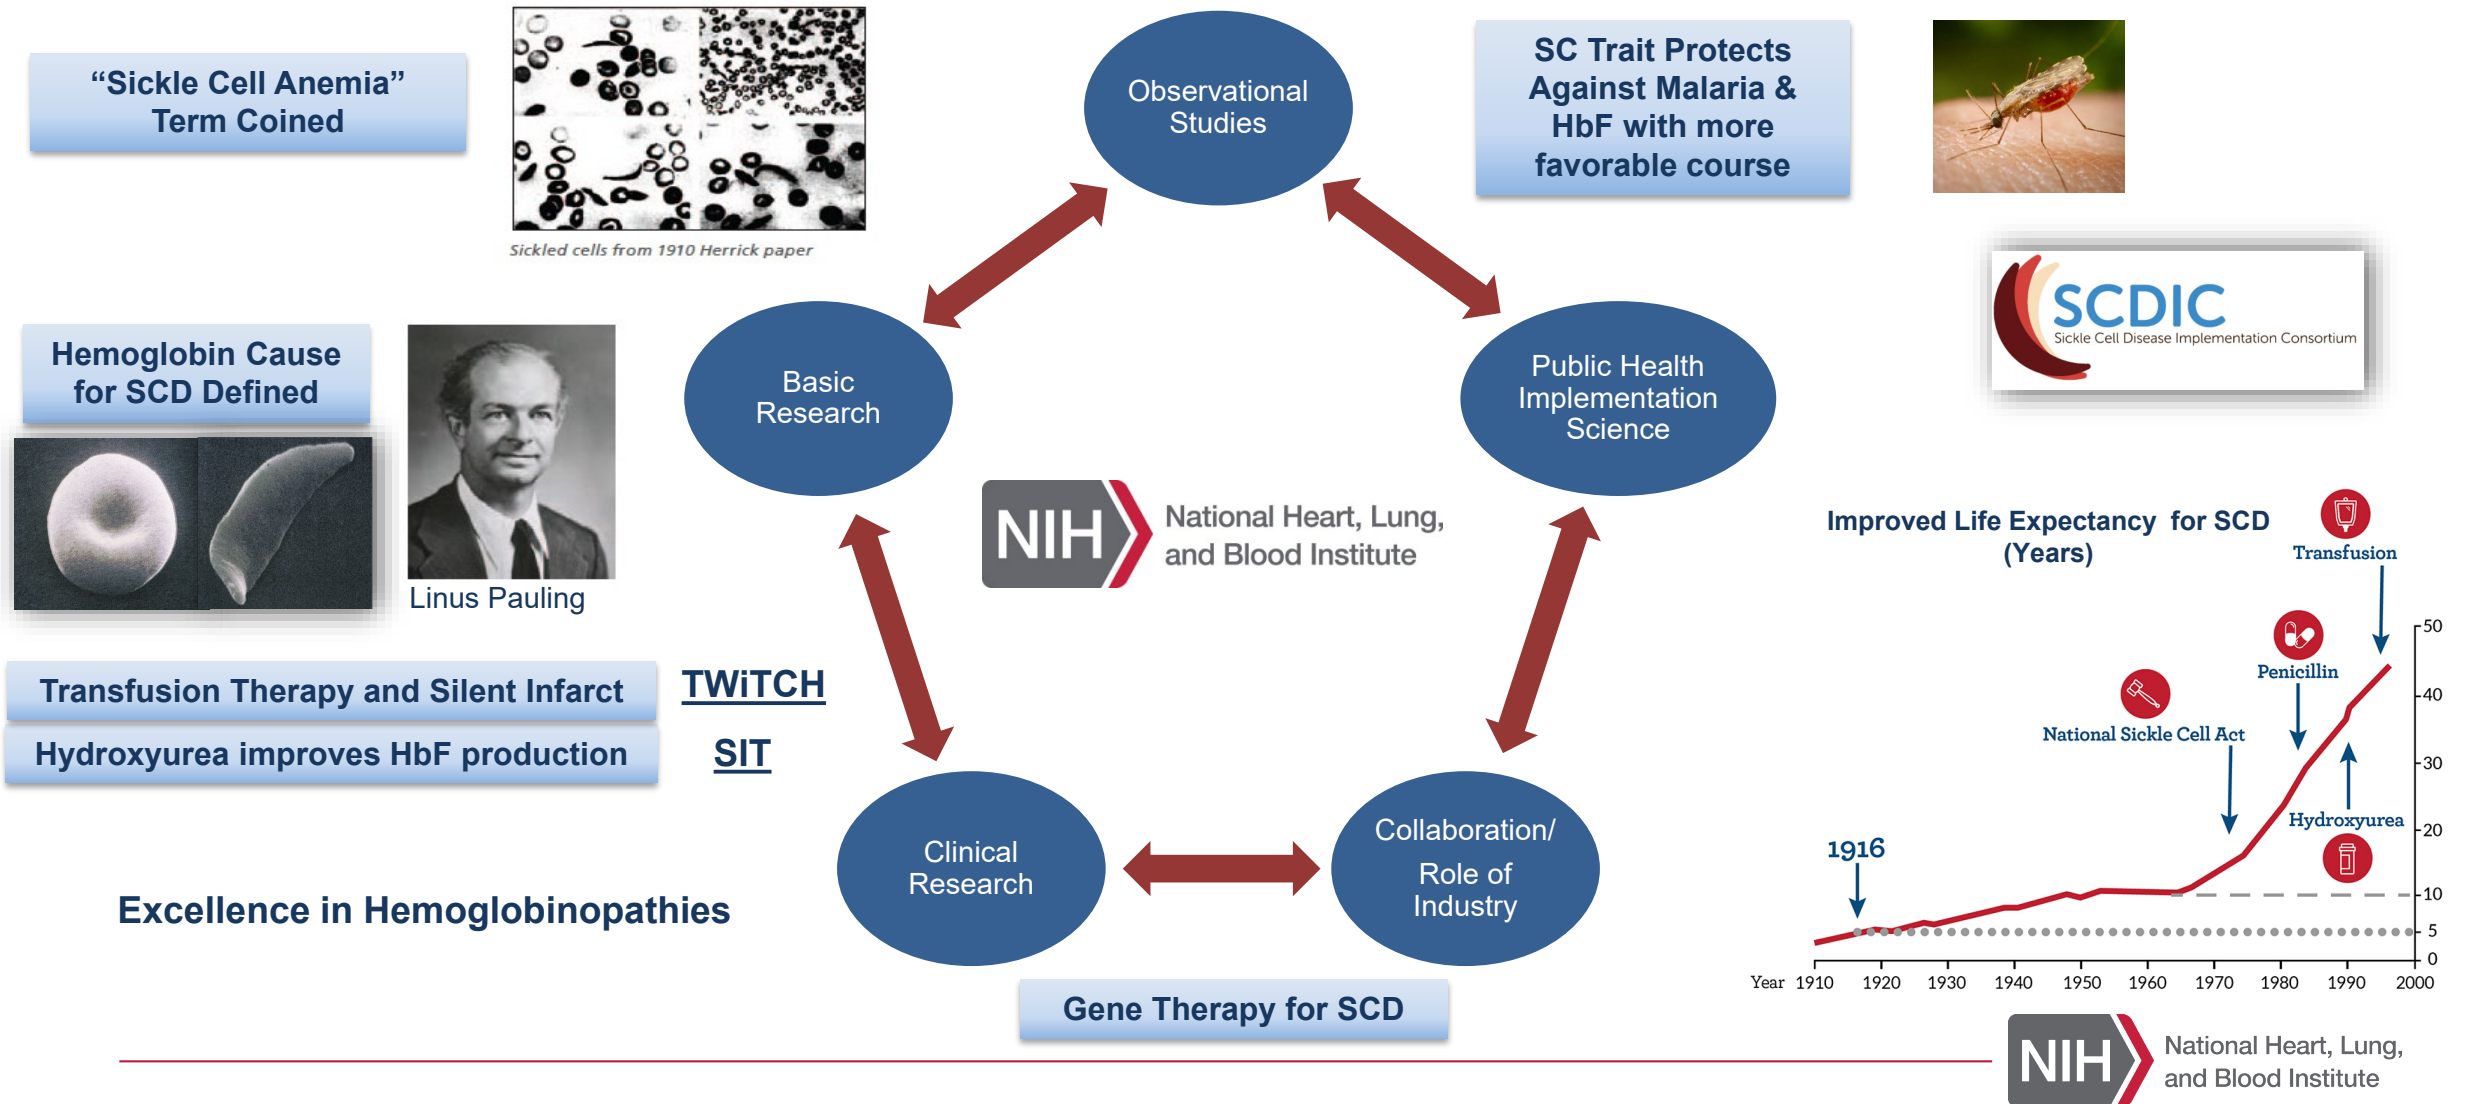 “Sickle Cell Anemia”
Term Coined
Sickled cells from 1910 Herrick paper
Observational
Studies
SC Trait Protects
Against Malaria &
HbF with more
favorable course
SCDIC
Sickle Cell Disease Implementation Consortium
Hemoglobin Cause
for SCD Defined
Linus Pauling
Basic
Research
Public Health
Implementation
Science
NIH
National Heart, Lung,
and Blood Institute
Transfusion Therapy and Silent Infarct
TWiTCH
Hydroxyurea improves HbF production
SIT
Excellence in Hemoglobinopathies
Clinical
Research
Collaboration/
Role of
Industry
Gene Therapy for SCD
Improved Life Expectancy for SCD
(Years)
Transfusion
Penicillin
National Sickle Cell Act
Hydroxyurea
1916
50
40
30
20
10
5
0
Year 1910 1920 1930 1940 1950 1960 1970 1980 1990 2000
NIH
National Heart, Lung,
and Blood Institute